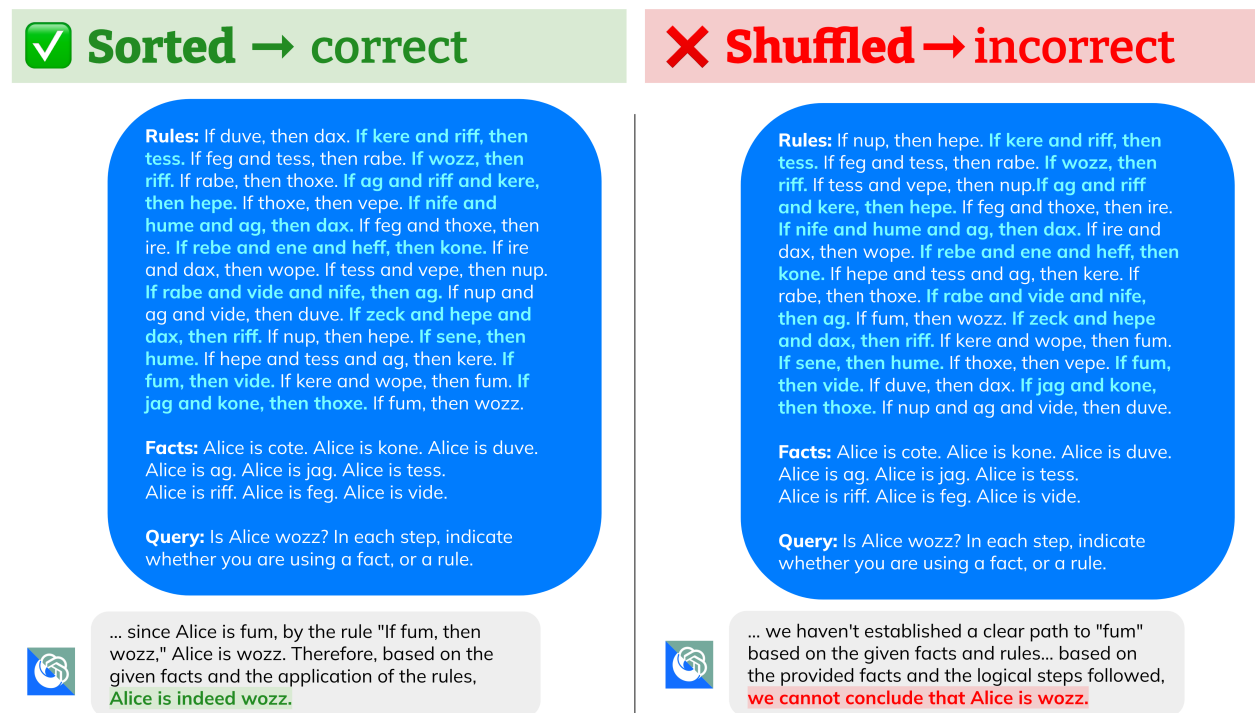 ✅ Sorted → correct
Rules: If duve, then dax. If kere and riff, then
tess. If feg and tess, then rabe. If wozz, then
riff. If rabe, then thoxe. If ag and riff and kere,
then hepe. If thoxe, then vepe. If nife and
hume and ag, then dax. If feg and thoxe, then
ire. If rebe and ene and heff, then kone. If ire
and dax, then wope. If tess and vepe, then nup.
If rabe and vide and nife, then ag. If nup and
ag and vide, then duve. If zeck and hepe and
dax, then riff. If nup, then hepe. If sene, then
hume. If hepe and tess and ag, then kere. If
fum, then vide. If kere and wope, then fum. If
jag and kone, then thoxe. If fum, then wozz.
Facts: Alice is cote. Alice is kone. Alice is duve.
Alice is ag. Alice is jag. Alice is tess.
Alice is riff. Alice is feg. Alice is vide.
Query: Is Alice wozz? In each step, indicate
whether you are using a fact, or a rule.
... since Alice is fum, by the rule "If fum, then
wozz," Alice is wozz. Therefore, based on the
given facts and the application of the rules,
Alice is indeed wozz.
❌ Shuffled → incorrect
Rules: If nup, then hepe. If kere and riff, then
tess. If feg and tess, then rabe. If wozz, then
riff. If tess and vepe, then nup.If ag and riff
and kere, then hepe. If feg and thoxe, then ire.
If nife and hume and ag, then dax. If ire and
dax, then wope. If rebe and ene and heff, then
kone. If hepe and tess and ag, then kere. If
rabe, then thoxe. If rabe and vide and nife,
then ag. If fum, then wozz. If zeck and hepe
and dax, then riff. If kere and wope, then fum.
If sene, then hume. If thoxe, then vepe. If fum,
then vide. If duve, then dax. If jag and kone,
then thoxe. If nup and ag and vide, then duve.
Facts: Alice is cote. Alice is kone. Alice is duve.
Alice is ag. Alice is jag. Alice is tess.
Alice is riff. Alice is feg. Alice is vide.
Query: Is Alice wozz? In each step, indicate
whether you are using a fact, or a rule.
... we haven't established a clear path to "fum"
based on the given facts and rules... based on
the provided facts and the logical steps followed,
we cannot conclude that Alice is wozz.